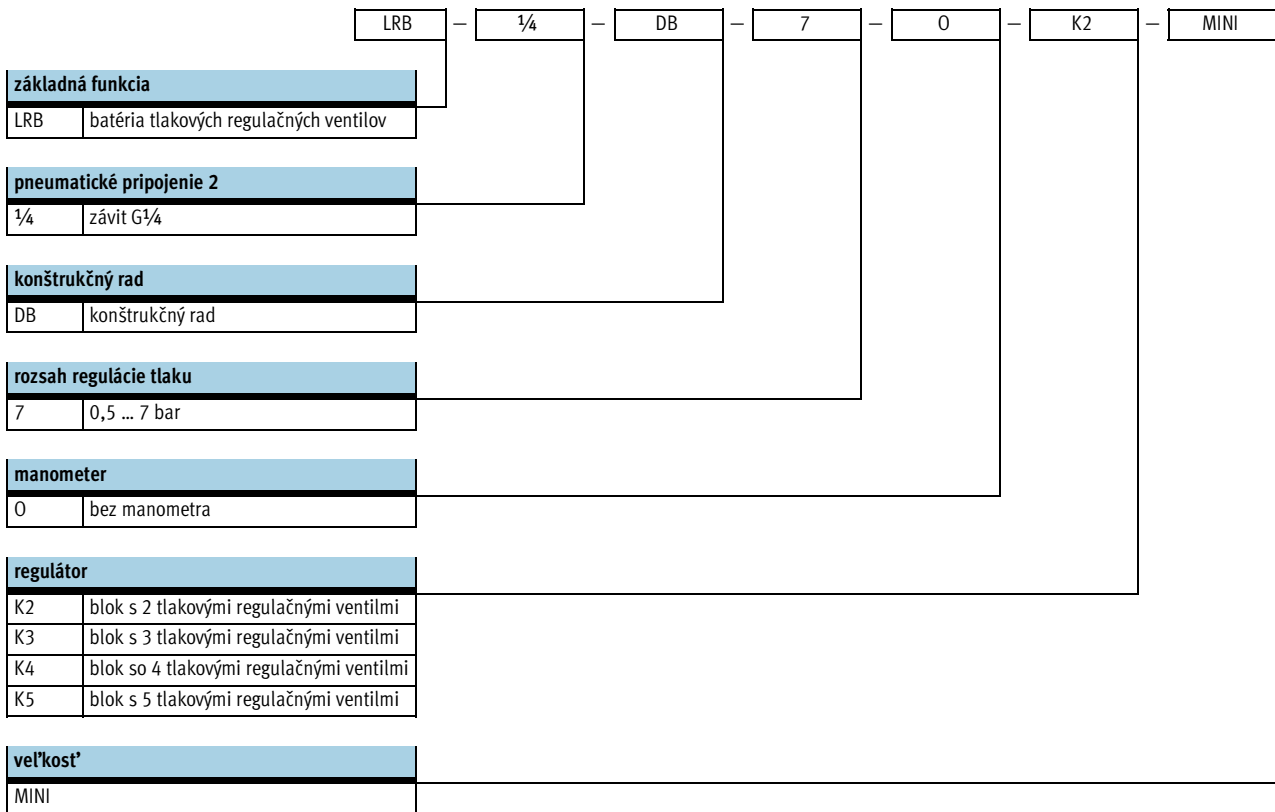 LRB – ¼ – DB – 7 – O – K2 – MINI
základná funkcia
LRB batéria tlakových regulačných ventilov
pneumatické pripojenie 2
¼ závit G¼
konštrukčný rad
DB konštrukčný rad
rozsah regulácie tlaku
7 0,5 … 7 bar
manometer
O bez manometra
regulátor
K2 blok s 2 tlakovými regulačnými ventilmi
K3 blok s 3 tlakovými regulačnými ventilmi
K4 blok so 4 tlakovými regulačnými ventilmi
K5 blok s 5 tlakovými regulačnými ventilmi
veľkosť
MINI